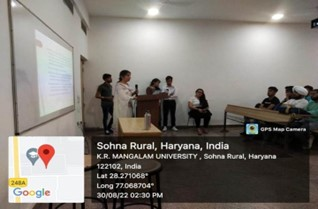 GPS Map Camera
Sohna Rural, Haryana, India
K.R. MANGALAM UNIVERSITY , Sohna Rural, Haryana
122102, India
Lat 28.271068°
Long 77.068704°
30/08/22 02:30 PM
248A
Google